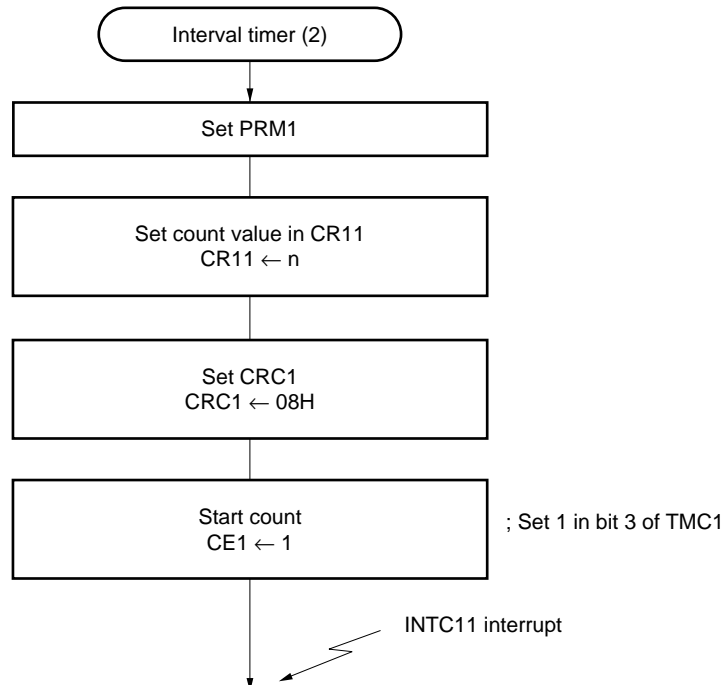 Interval timer (2)
Set PRM1
Set count value in CR11
CR11 ← n
Set CRC1
CRC1 ← 08H
Start count
CE1 ← 1
; Set 1 in bit 3 of TMC1
INTC11 interrupt